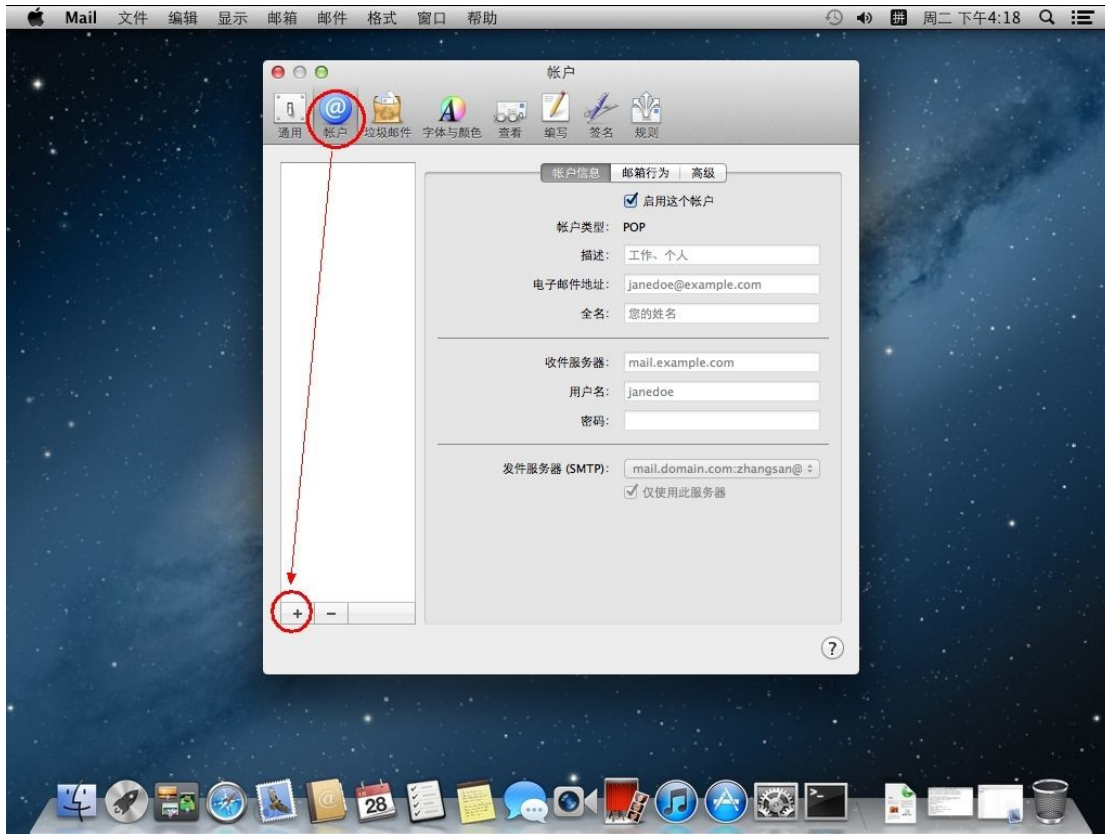 Mail 文件 编辑 显示 邮箱 邮件 格式 窗口 帮助 拼 周二 下午4:18
帐户
通用 帐户 垃圾邮件 字体与颜色 查看 编写 签名 规则
帐户信息 邮箱行为 高级
启用这个帐户
帐户类型: POP
描述: 工作、个人
电子邮件地址: janedoe@example.com
全名: 您的姓名
收件服务器: mail.example.com
用户名: janedoe
密码:
发件服务器 (SMTP): mail.domain.com:zhangsan@
仅使用此服务器
+ −
?
28